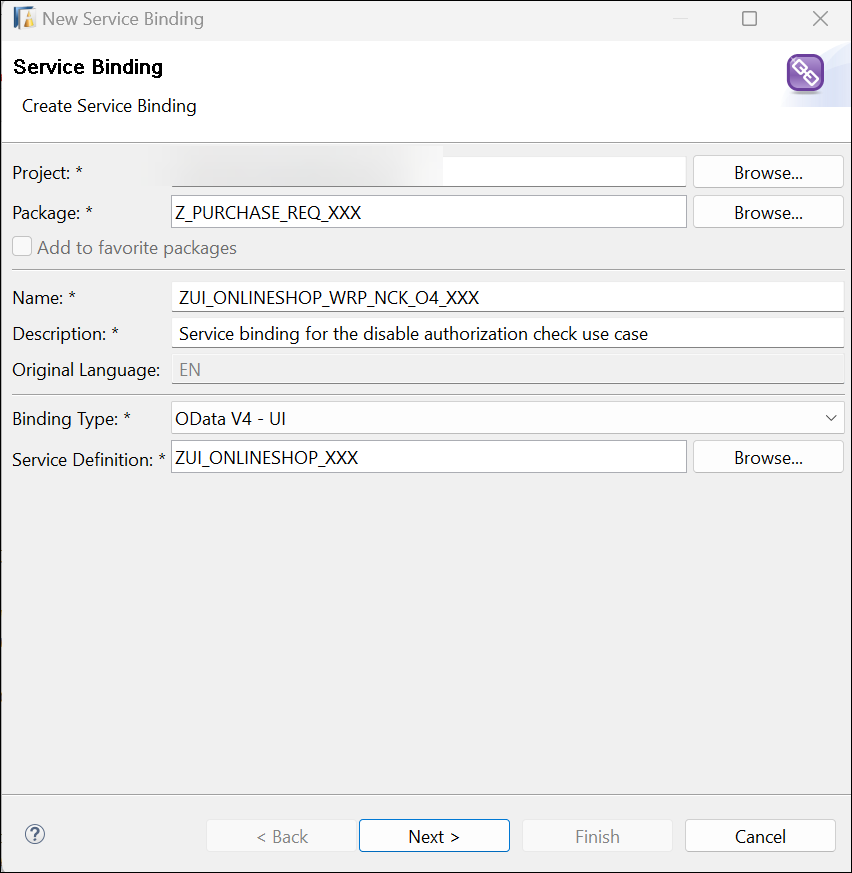 New Service Binding
Service Binding
Create Service Binding
Project: *
Browse...
Package: * Z_PURCHASE_REQ_XXX Browse...
Add to favorite packages
Name: * ZUI_ONLINESHOP_WRP_NCK_O4_XXX
Description: * Service binding for the disable authorization check use case
Original Language: EN
Binding Type: * OData V4 - UI
Service Definition: * ZUI_ONLINESHOP_XXX Browse...
? < Back Next > Finish Cancel